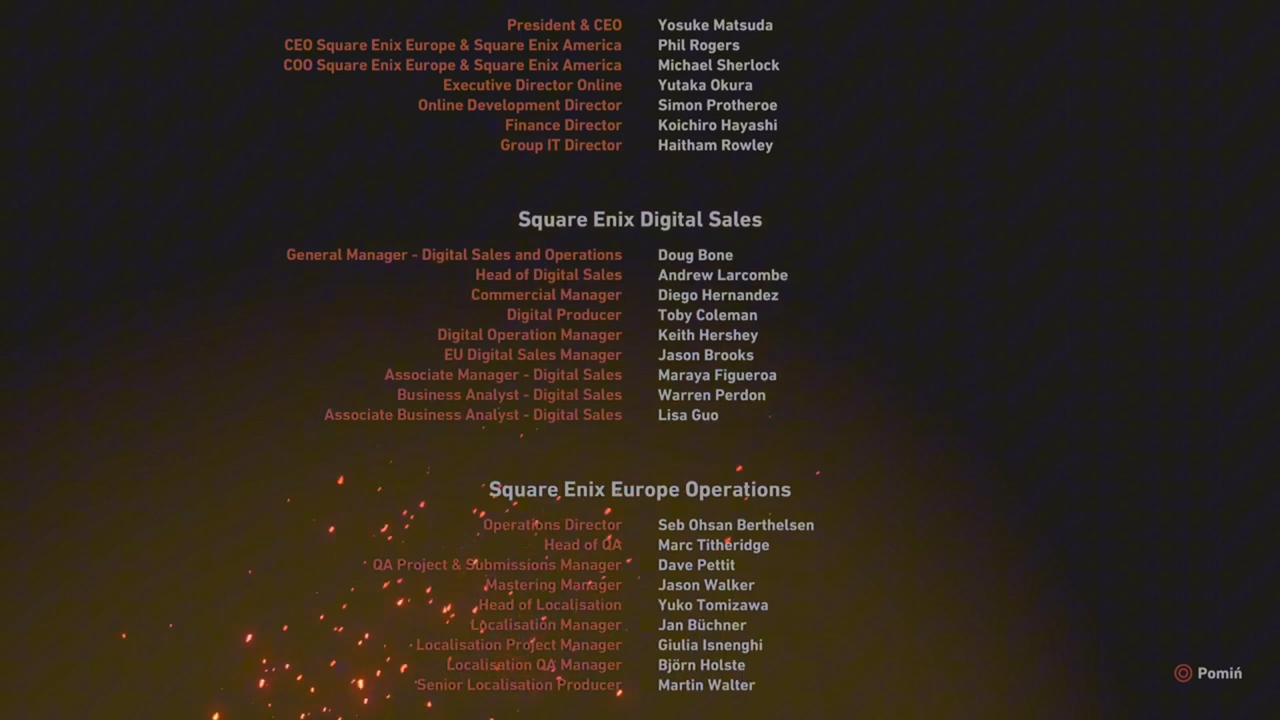 President & CEO Yosuke Matsuda
CEO Square Enix Europe & Square Enix America Phil Rogers
COO Square Enix Europe & Square Enix America Michael Sherlock
Executive Director Online Yutaka Okura
Online Development Director Simon Protheroe
Finance Director Koichiro Hayashi
Group IT Director Haitham Rowley
Square Enix Digital Sales
General Manager - Digital Sales and Operations Doug Bone
Head of Digital Sales Andrew Larcombe
Commercial Manager Diego Hernandez
Digital Producer Toby Coleman
Digital Operation Manager Keith Hershey
EU Digital Sales Manager Jason Brooks
Associate Manager - Digital Sales Maraya Figueroa
Business Analyst - Digital Sales Warren Perdon
Associate Business Analyst - Digital Sales Lisa Guo
Square Enix Europe Operations
Operations Director Seb Ohsan Berthelsen
Head of QA Marc Titheridge
QA Project & Submissions Manager Dave Pettit
Mastering Manager Jason Walker
Head of Localisation Yuko Tomizawa
Localisation Manager Jan Büchner
Localisation Project Manager Giulia Isnenghi
Localisation QA Manager Björn Holste
Senior Localisation Producer Martin Walter
Pomiń